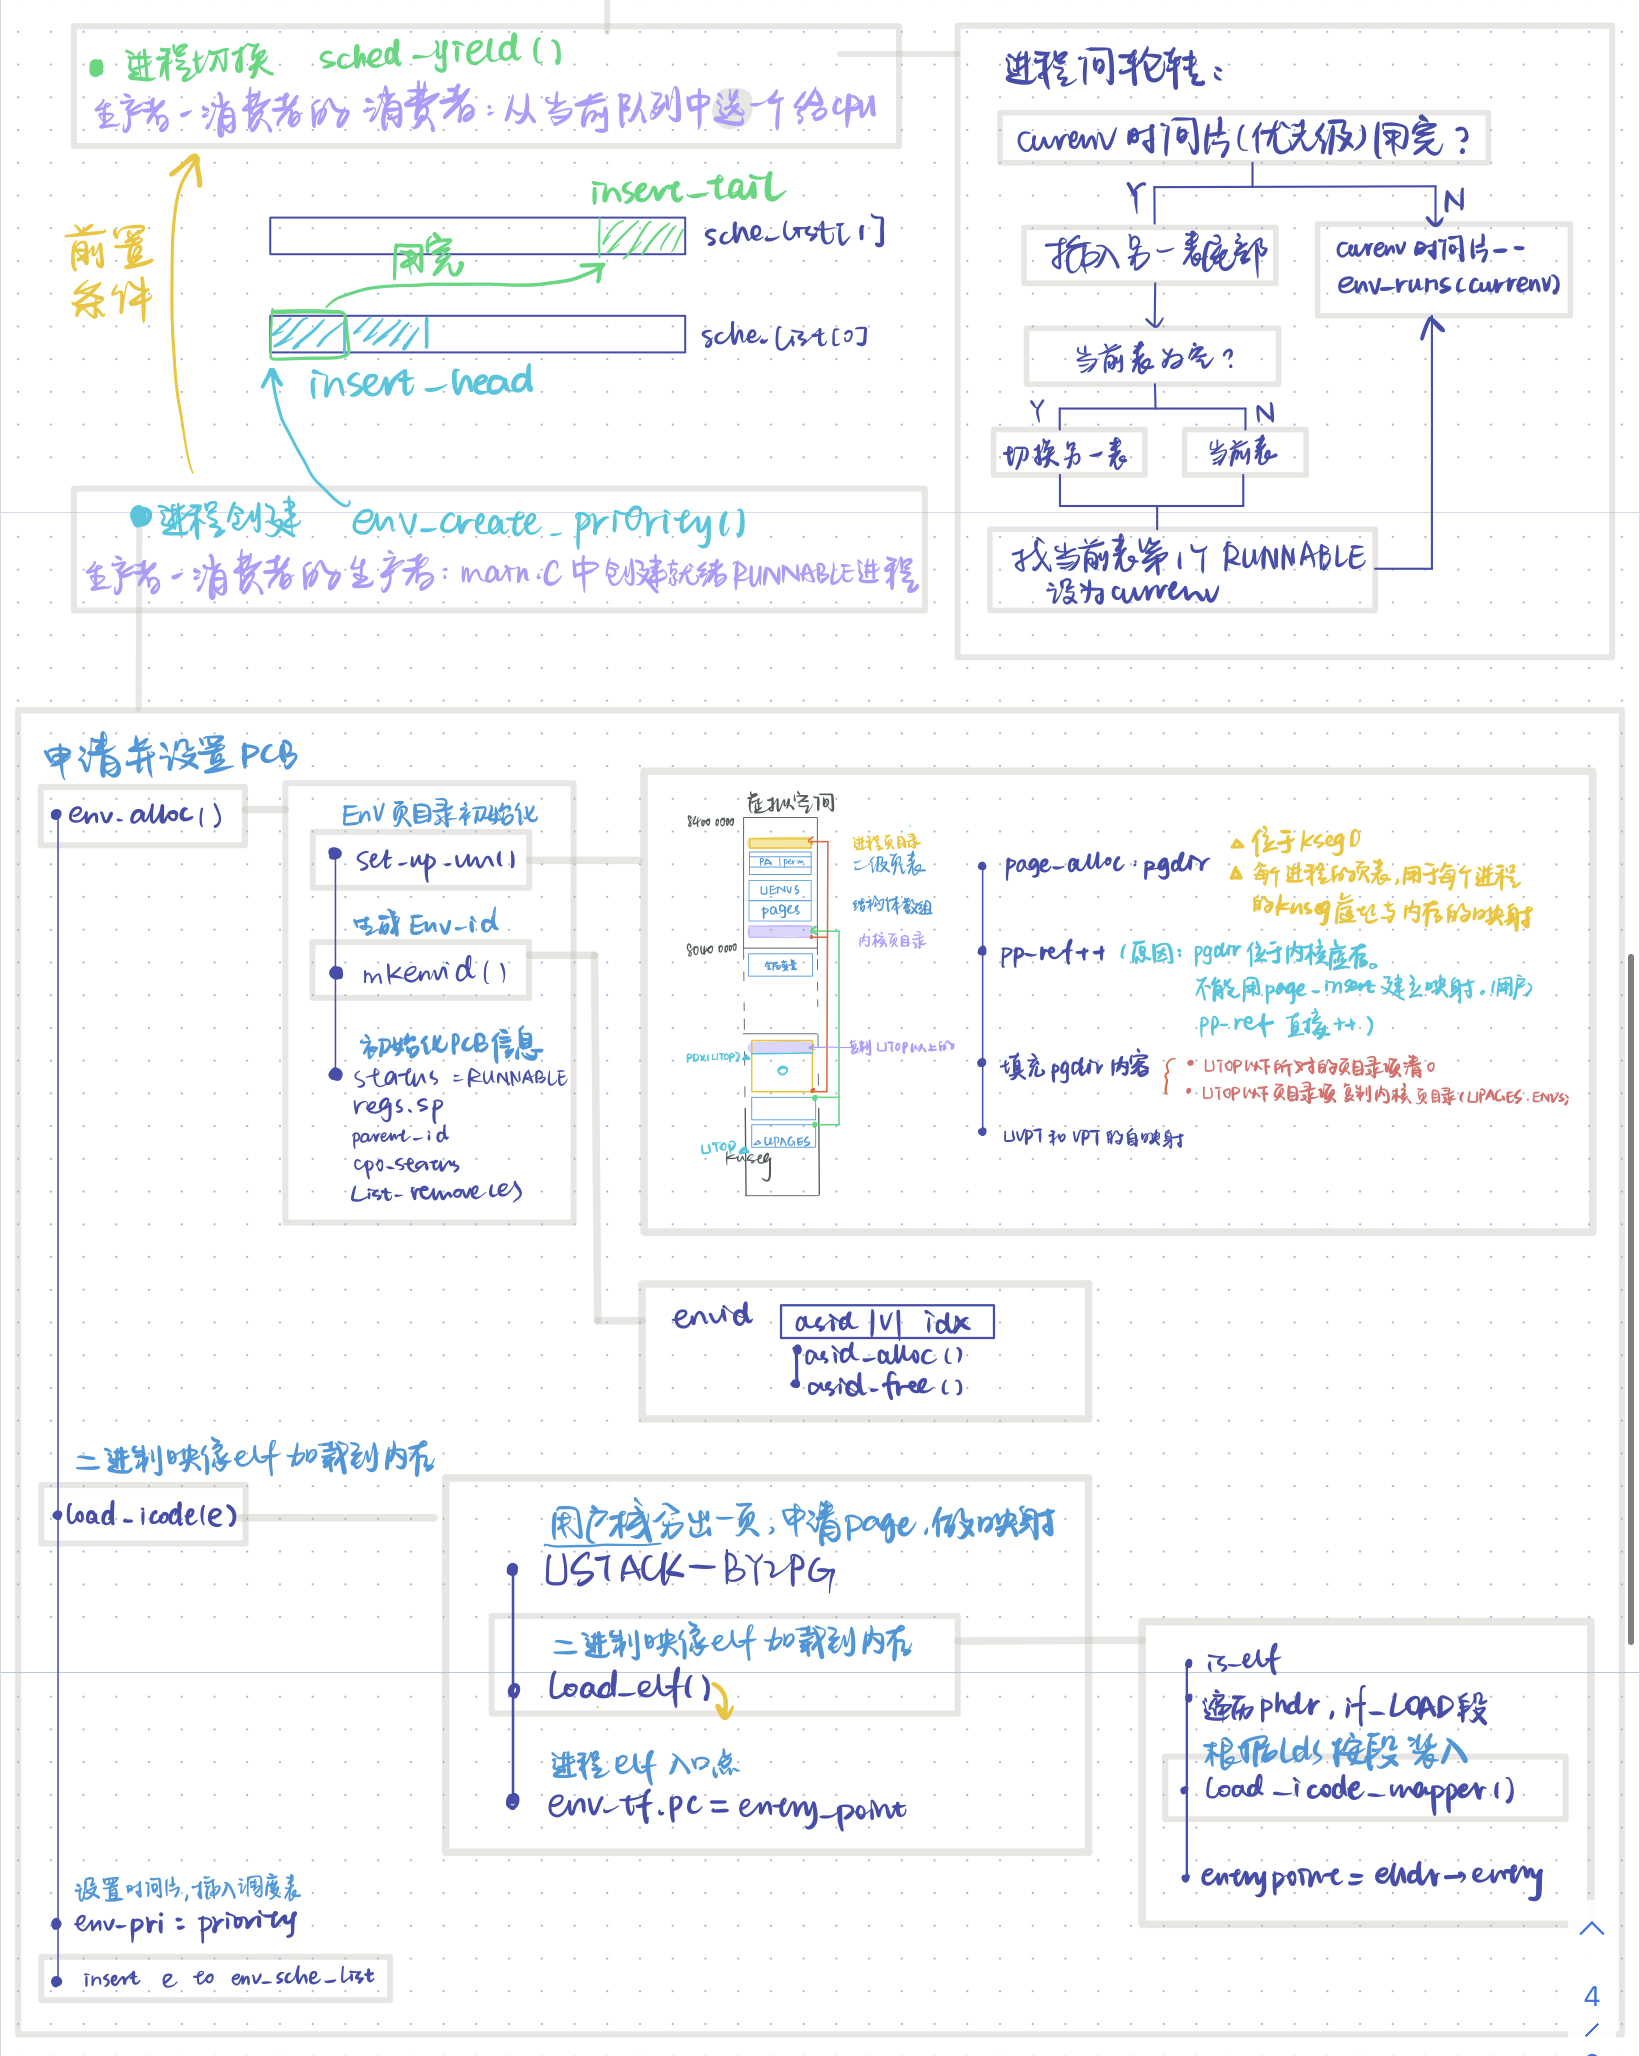 进程切换 sched_yield()
生产者-消费者的消费者:从当前队列中选一个给cpu
前置
条件
insert_tail
sche_list[1]
用完
sche_list[0]
insert_head
进程创建 env_create_priority()
生产者-消费者的生产者:main.c中创建就绪RUNNABLE进程
进程间轮转:
curenv 时间片(优先级)用完?
Y
N
插入另一表尾部
curenv 时间片--
env_runs(currenv)
当前表为空?
Y
N
切换另一表
当前表
找当前表第1个 RUNNABLE
设为currenv
申请并设置PCB
env_alloc()
Env 页目录初始化
set_up_vm()
生成 Env_id
mkenvid()
初始化PCB信息
status = RUNNABLE
regs.sp
parent_id
cp0_status
List_remove(e)
虚拟空间
8400 0000
进程页目录
PA | perm
二级页表
UENVS
pages
结构体数组
内核页目录
8040 0000
PDX(UTOP)
0
复制 UTOP以上的
UPAGES
UTOP
kuseg
page_alloc: pgdir
位于kseg0
每个进程的页表,用于每个进程
的kuseg虚址与内存的映射
pp_ref++ (原因: pgdir 位于内核虚存。
不能用page_insert建立映射.(用户)
pp_ref 直接++)
填充pgdir内容
UTOP以下所对的页目录项清0
UTOP以下页目录项复制内核页目录(UPAGES.ENVS)
UVPT 和 VPT 的自映射
envid
asid |1| idx
asid_alloc()
asid_free()
二进制映像elf加载到内存
load_icode(e)
用户栈分出一页,申请page,做映射
USTACK-BY2PG
二进制映像elf加载到内存
load_elf()
进程elf入口点
env_tf.pc = entry_point
is_elf
遍历phdr, if_LOAD段
根据lds按段装入
load_icode_mapper()
entrypoint = ehdr→entry
设置时间片,插入调度表
env_pri = priority
insert e to env_sche_list
4
/